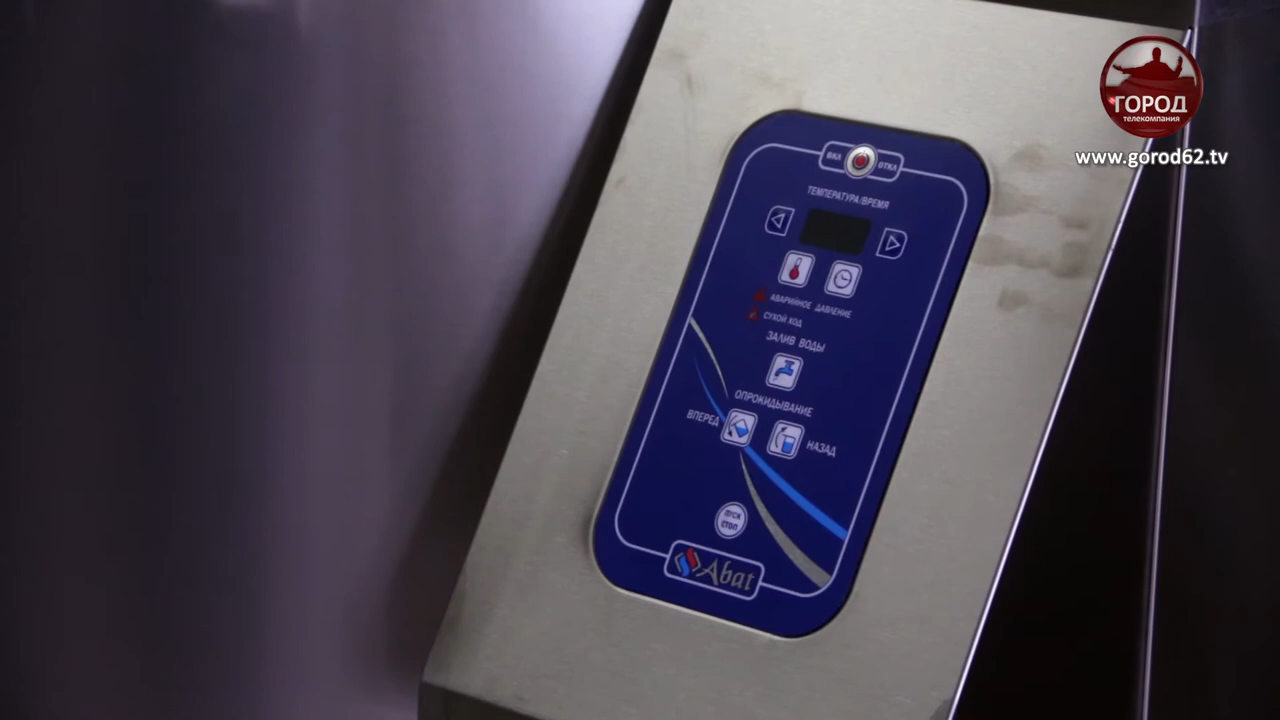 ГОРОД
телекомпания
www.gorod62.tv
ВКЛ ОТКЛ
ТЕМПЕРАТУРА/ВРЕМЯ
АВАРИЙНОЕ ДАВЛЕНИЕ
СУХОЙ ХОД
ЗАЛИВ ВОДЫ
ОПРОКИДЫВАНИЕ
ВПЕРЕД
НАЗАД
ПУСК
СТОП
Abat